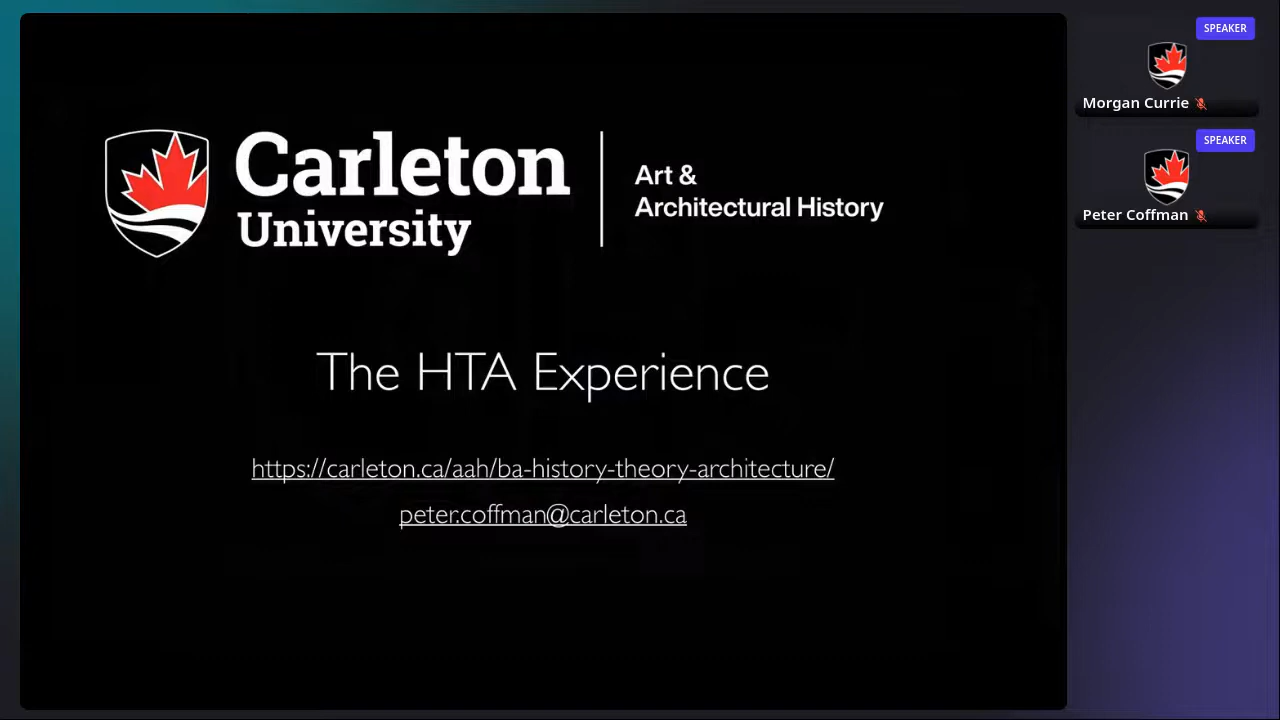 Carleton
University
Art &
Architectural History
The HTA Experience
https://carleton.ca/aah/ba-history-theory-architecture/
peter.coffman@carleton.ca
SPEAKER
Morgan Currie
SPEAKER
Peter Coffman